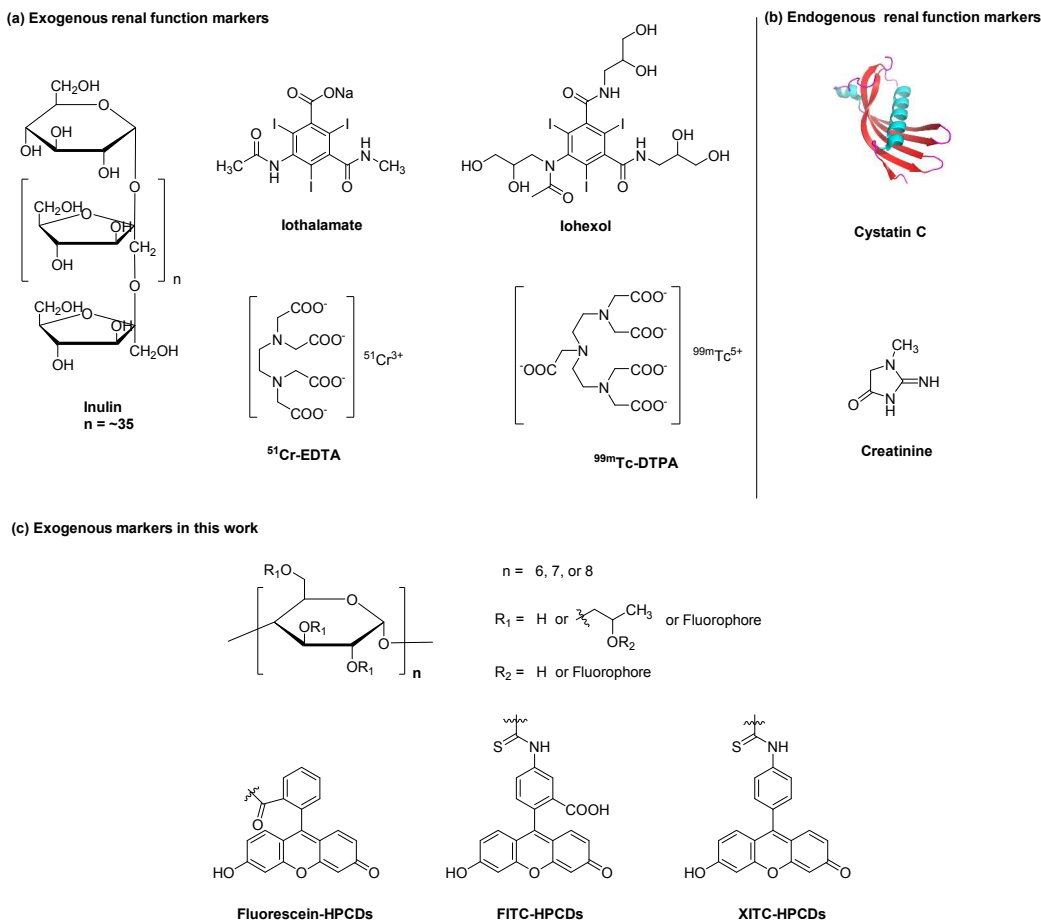 (a) Exogenous renal function markers
(b) Endogenous renal function markers
CH₂OH
O
OH
OH
OH
O
CH₂OH
O
OH
OH
CH₂
n
O
CH₂OH
O
OH
OH
CH₂OH
Inulin
n = ~35
O
ONa
I
I
O
H₃C
N
H
I
O
HN
CH₃
Iothalamate
OH
OH
O
NH
I
I
HO
OH
N
O
I
O
HN
OH
OH
Iohexol
COO⁻
N
COO⁻
N
COO⁻
COO⁻
⁵¹Cr³⁺
⁵¹Cr-EDTA
COO⁻
N
COO⁻
⁻OOC
N
N
COO⁻
COO⁻
⁹⁹ᵐTc⁵⁺
⁹⁹ᵐTc-DTPA
Cystatin C
CH₃
N
NH
O
N
H
Creatinine
(c) Exogenous markers in this work
R₁O
O
OR₁
OR₁
O
n
n = 6, 7, or 8
R₁ = H or CH₃ or Fluorophore
OR₂
R₂ = H or Fluorophore
O
HO
O
O
Fluorescein-HPCDs
S
NH
COOH
HO
O
O
FITC-HPCDs
S
NH
HO
O
O
XITC-HPCDs